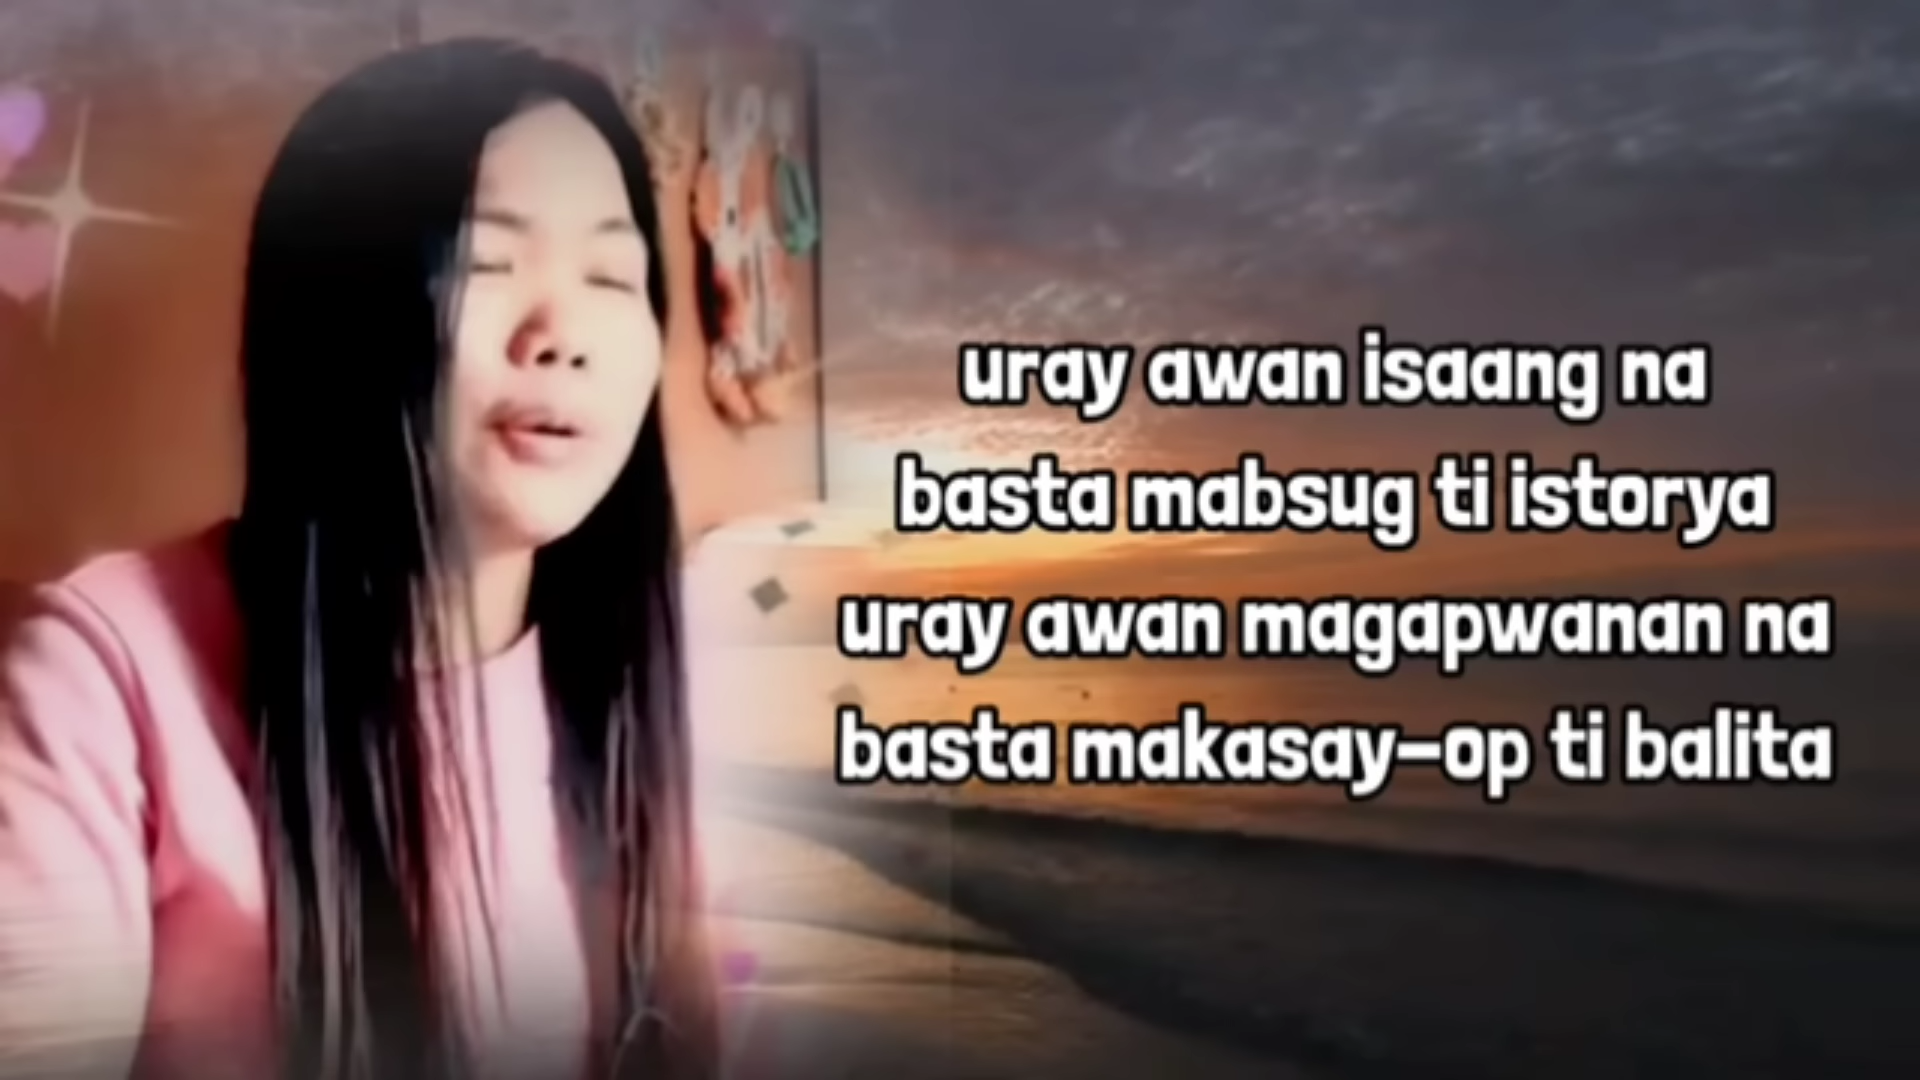 uray awan isaang na
basta mabsug ti istorya
uray awan magapwanan na
basta makasay-op ti balita